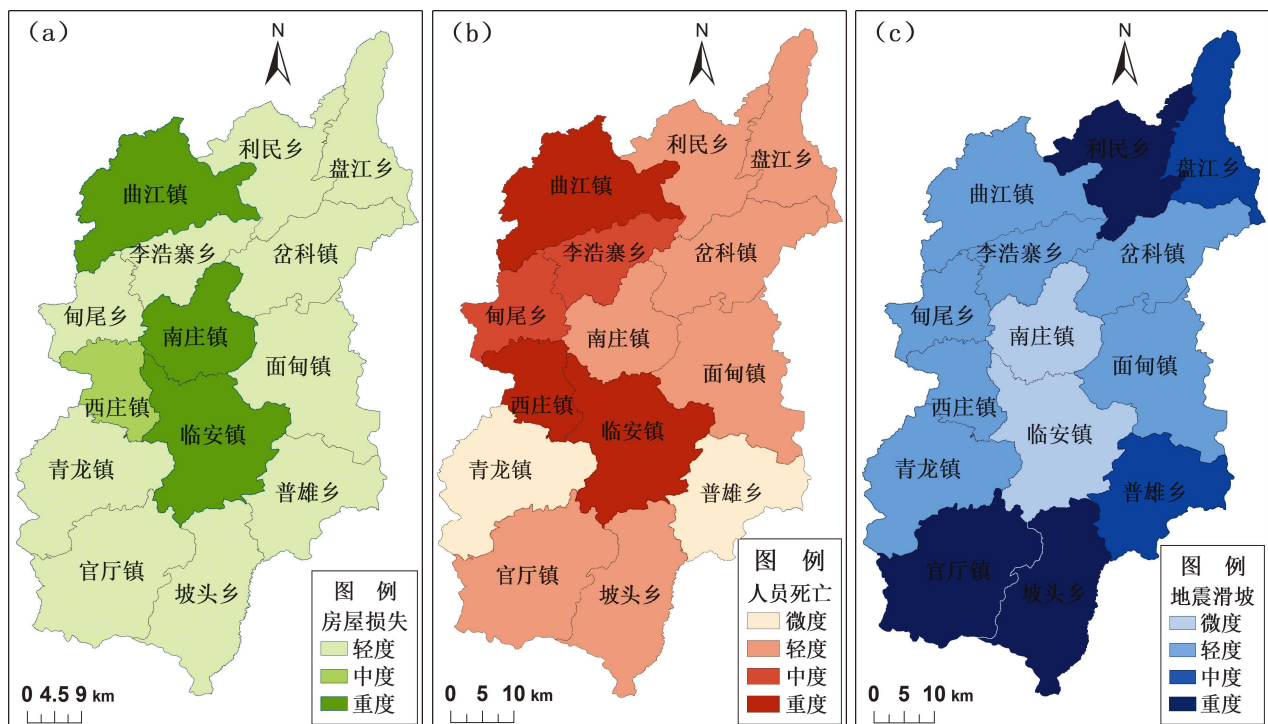 (a)
N
利民乡
盘江乡
曲江镇
李浩寨乡
岔科镇
甸尾乡
南庄镇
面甸镇
西庄镇
临安镇
青龙镇
普雄乡
官厅镇
坡头乡
图 例
房屋损失
轻度
中度
重度
0 4.5 9 km
(b)
N
利民乡
盘江乡
曲江镇
李浩寨乡
岔科镇
甸尾乡
南庄镇
面甸镇
西庄镇
临安镇
青龙镇
普雄乡
官厅镇
坡头乡
图 例
人员死亡
微度
轻度
中度
重度
0 5 10 km
(c)
N
利民乡
盘江乡
曲江镇
李浩寨乡
岔科镇
甸尾乡
南庄镇
面甸镇
西庄镇
临安镇
青龙镇
普雄乡
官厅镇
坡头乡
图 例
地震滑坡
微度
轻度
中度
重度
0 5 10 km